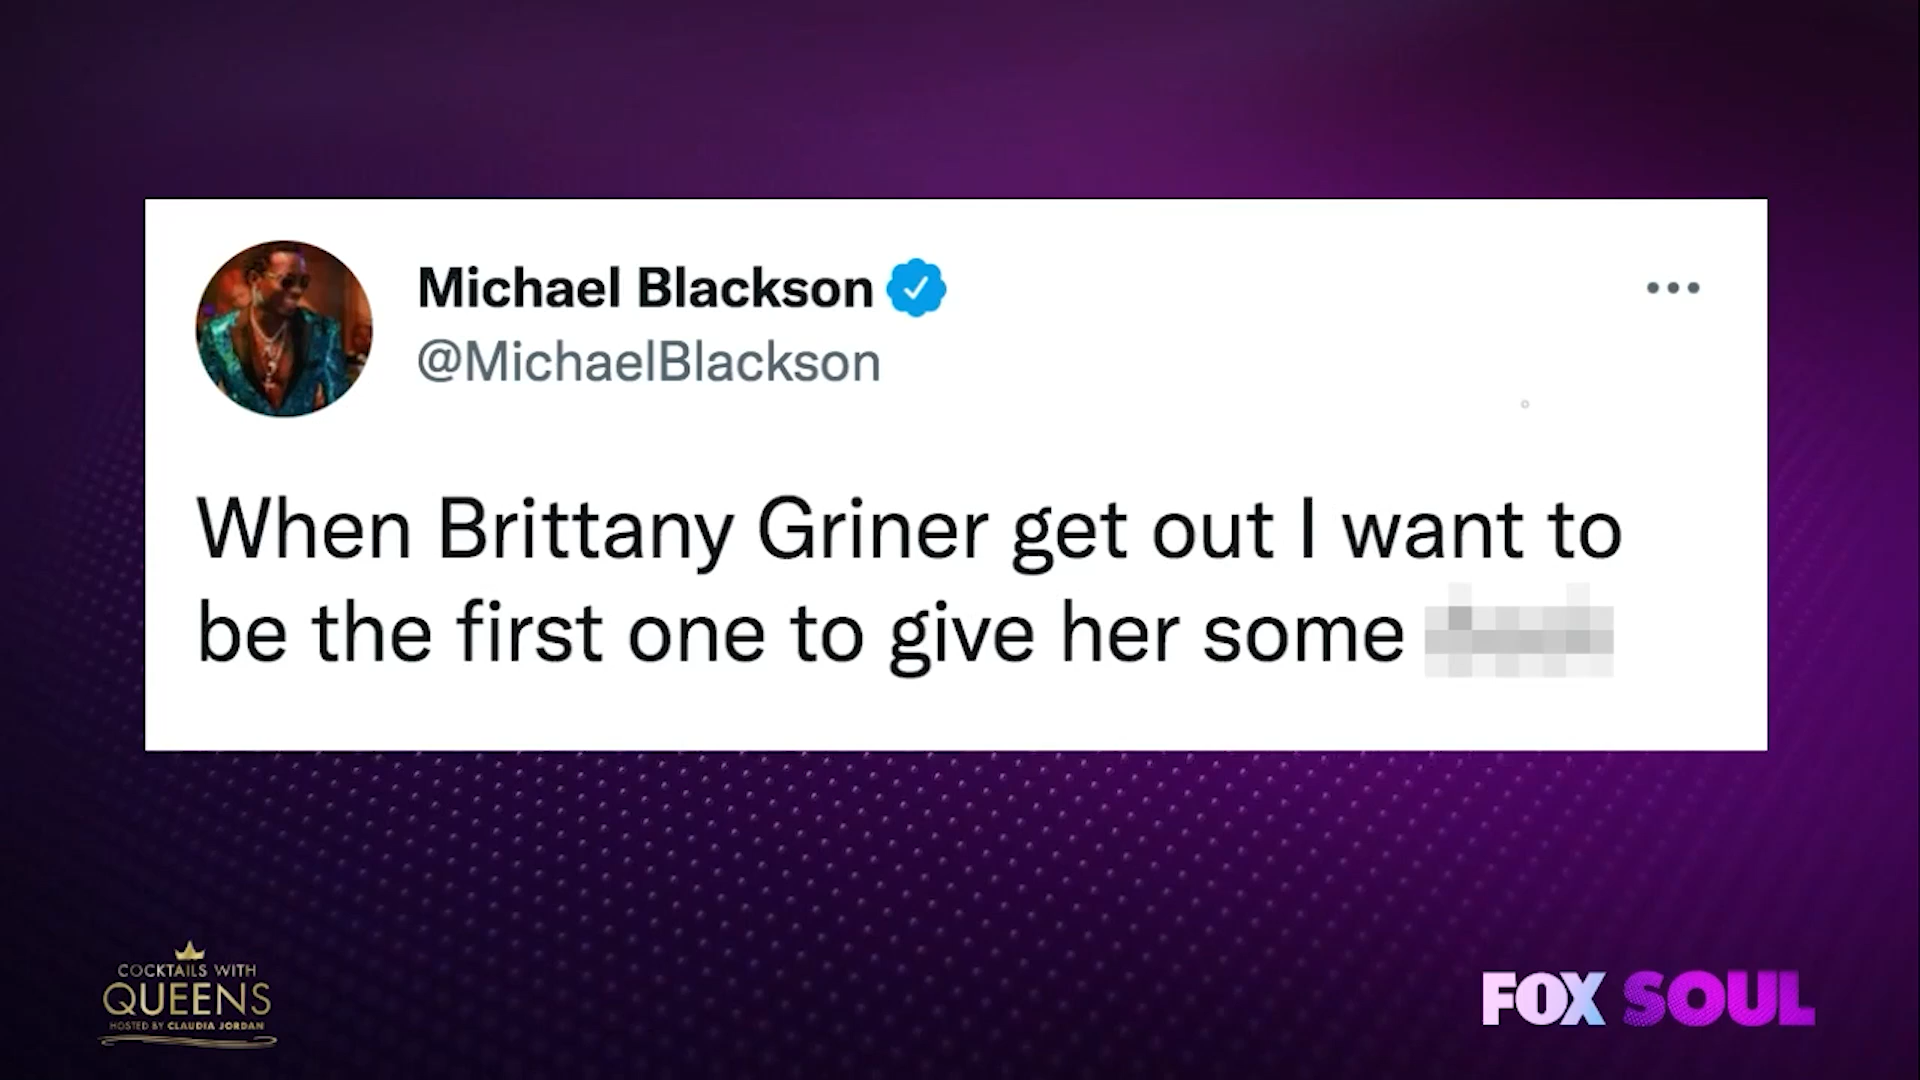 Michael Blackson
@MichaelBlackson
When Brittany Griner get out I want to
be the first one to give her some
COCKTAILS WITH
QUEENS
HOSTED BY CLAUDIA JORDAN
FOX SOUL